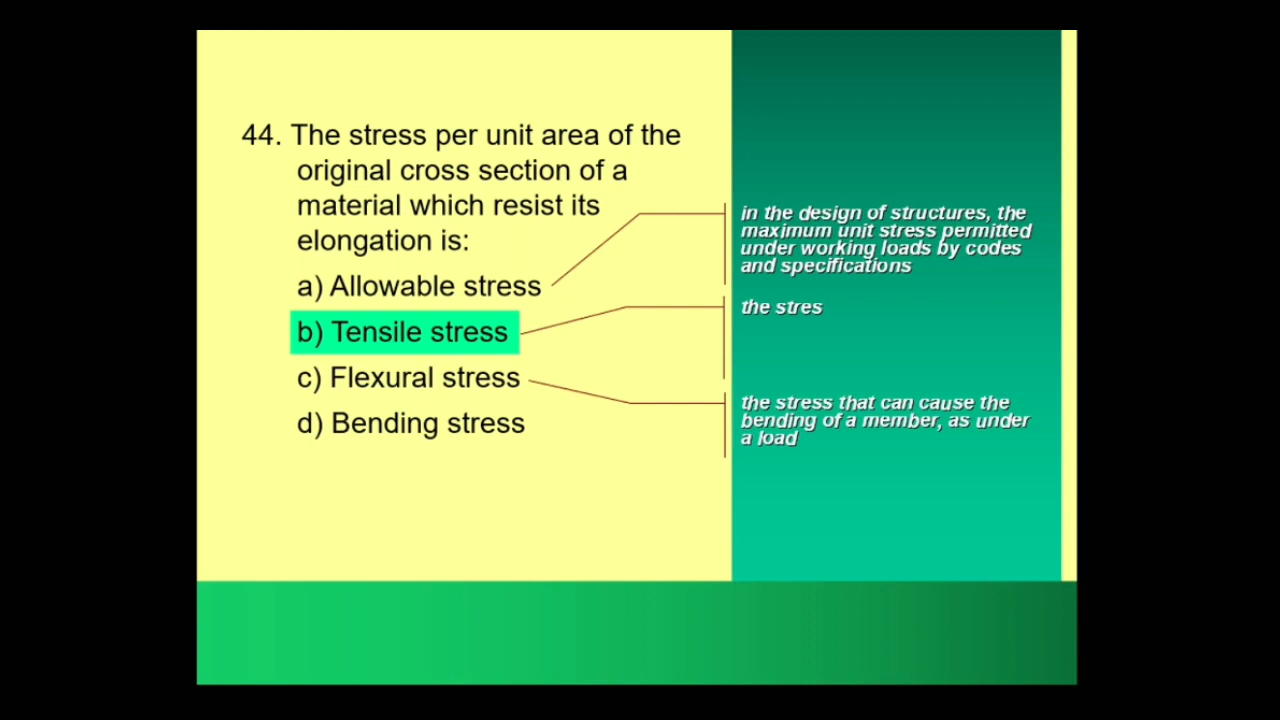 44. The stress per unit area of the
original cross section of a
material which resist its
elongation is:
a) Allowable stress
b) Tensile stress
c) Flexural stress
d) Bending stress
in the design of structures, the
maximum unit stress permitted
under working loads by codes
and specifications
the stres
the stress that can cause the
bending of a member, as under
a load